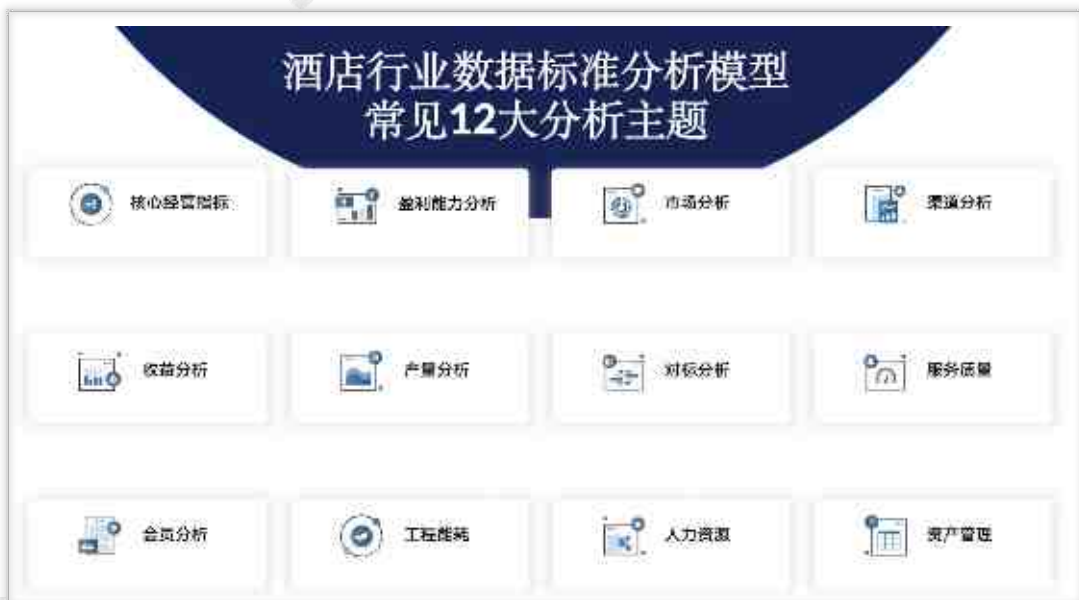 酒店行业数据标准分析模型
常见12大分析主题
核心经营指标
盈利能力分析
市场分析
渠道分析
收益分析
产量分析
对标分析
服务质量
会员分析
工程能耗
人力资源
资产管理